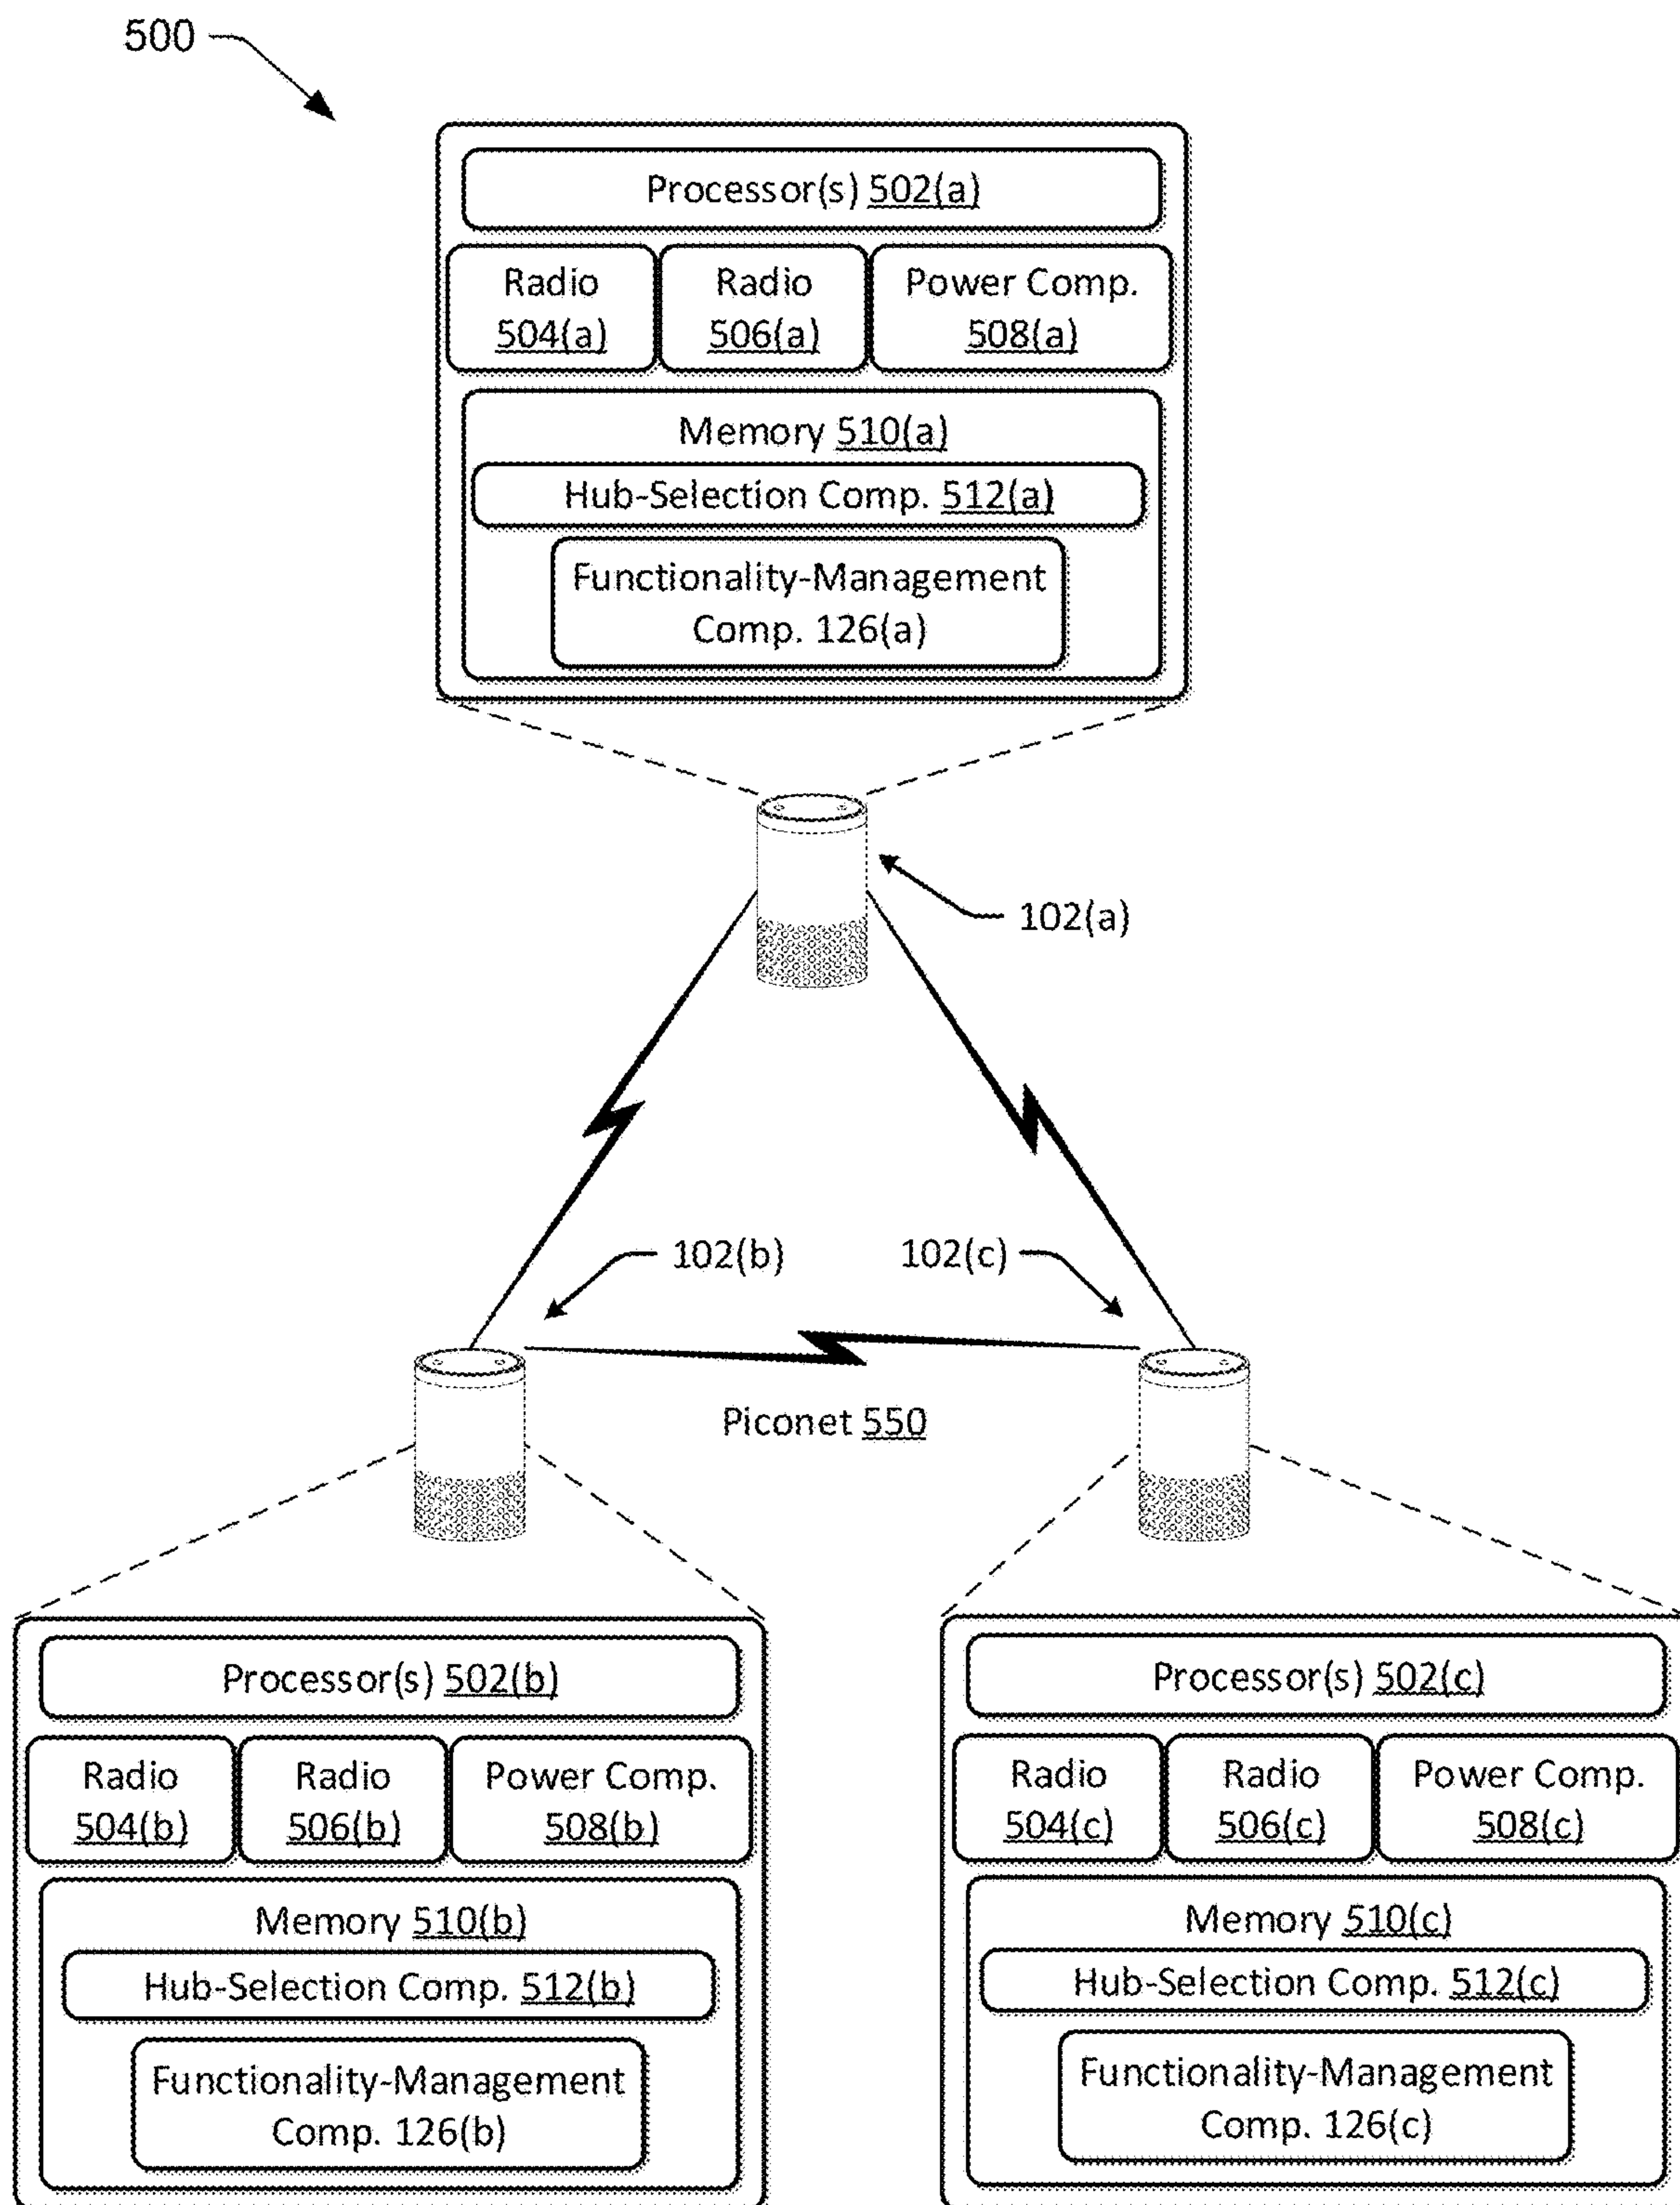 500
Processor(s) 502(a)
Radio
504(a)
Radio
506(a)
Power Comp.
508(a)
Memory 510(a)
Hub-Selection Comp. 512(a)
Functionality-Management
Comp. 126(a)
102(a)
102(b)
102(c)
Piconet 550
Processor(s) 502(b)
Radio
504(b)
Radio
506(b)
Power Comp.
508(b)
Memory 510(b)
Hub-Selection Comp. 512(b)
Functionality-Management
Comp. 126(b)
Processor(s) 502(c)
Radio
504(c)
Radio
506(c)
Power Comp.
508(c)
Memory 510(c)
Hub-Selection Comp. 512(c)
Functionality-Management
Comp. 126(c)